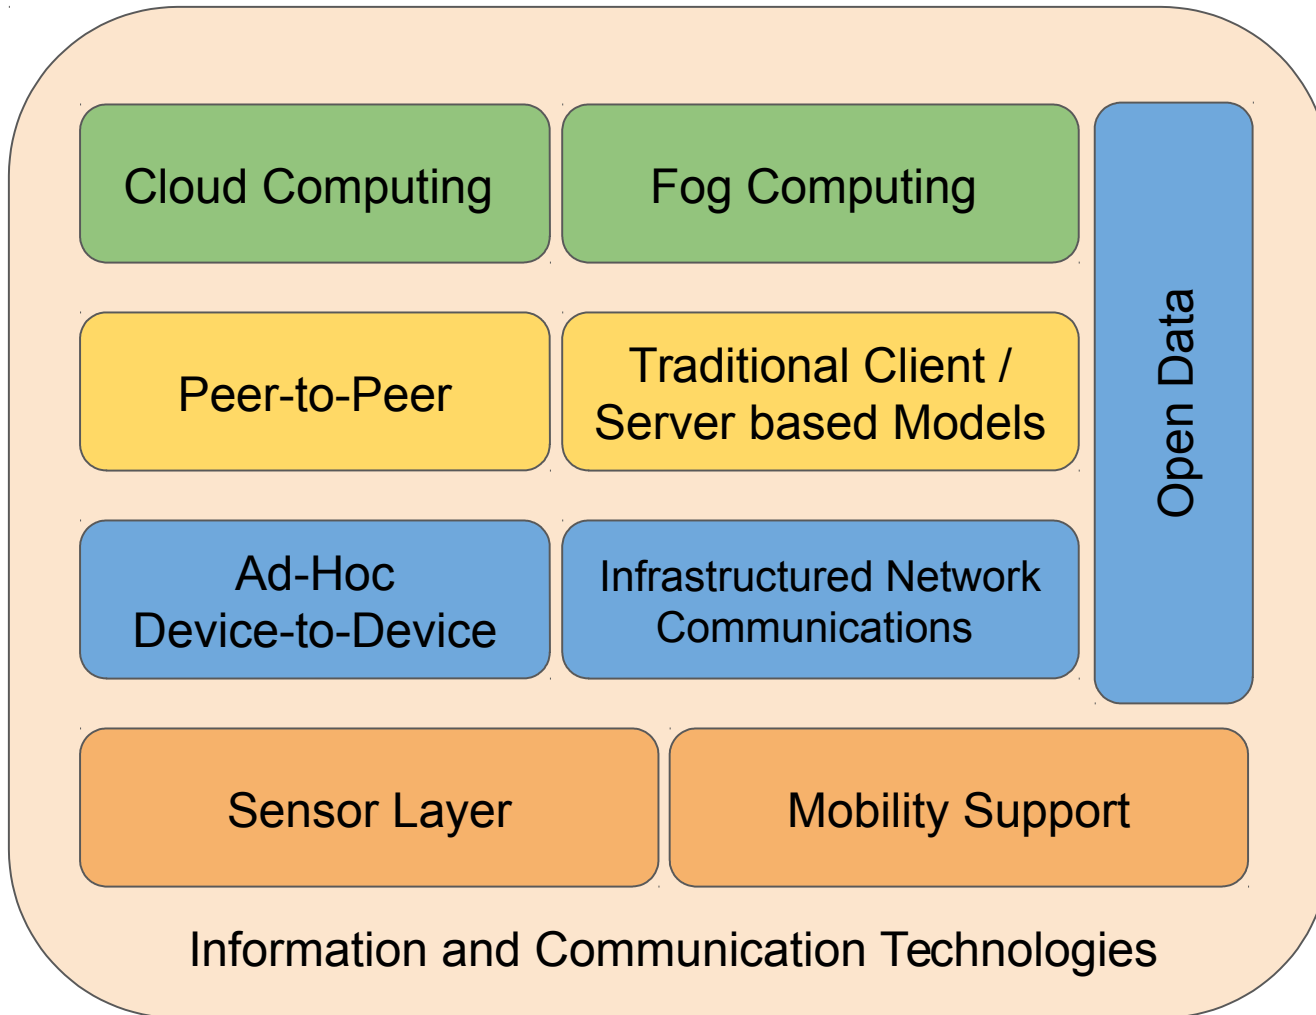 Cloud Computing
Fog Computing
Peer-to-Peer
Traditional Client /
Server based Models
Open Data
Ad-Hoc
Device-to-Device
Infrastructured Network
Communications
Sensor Layer
Mobility Support
Information and Communication Technologies